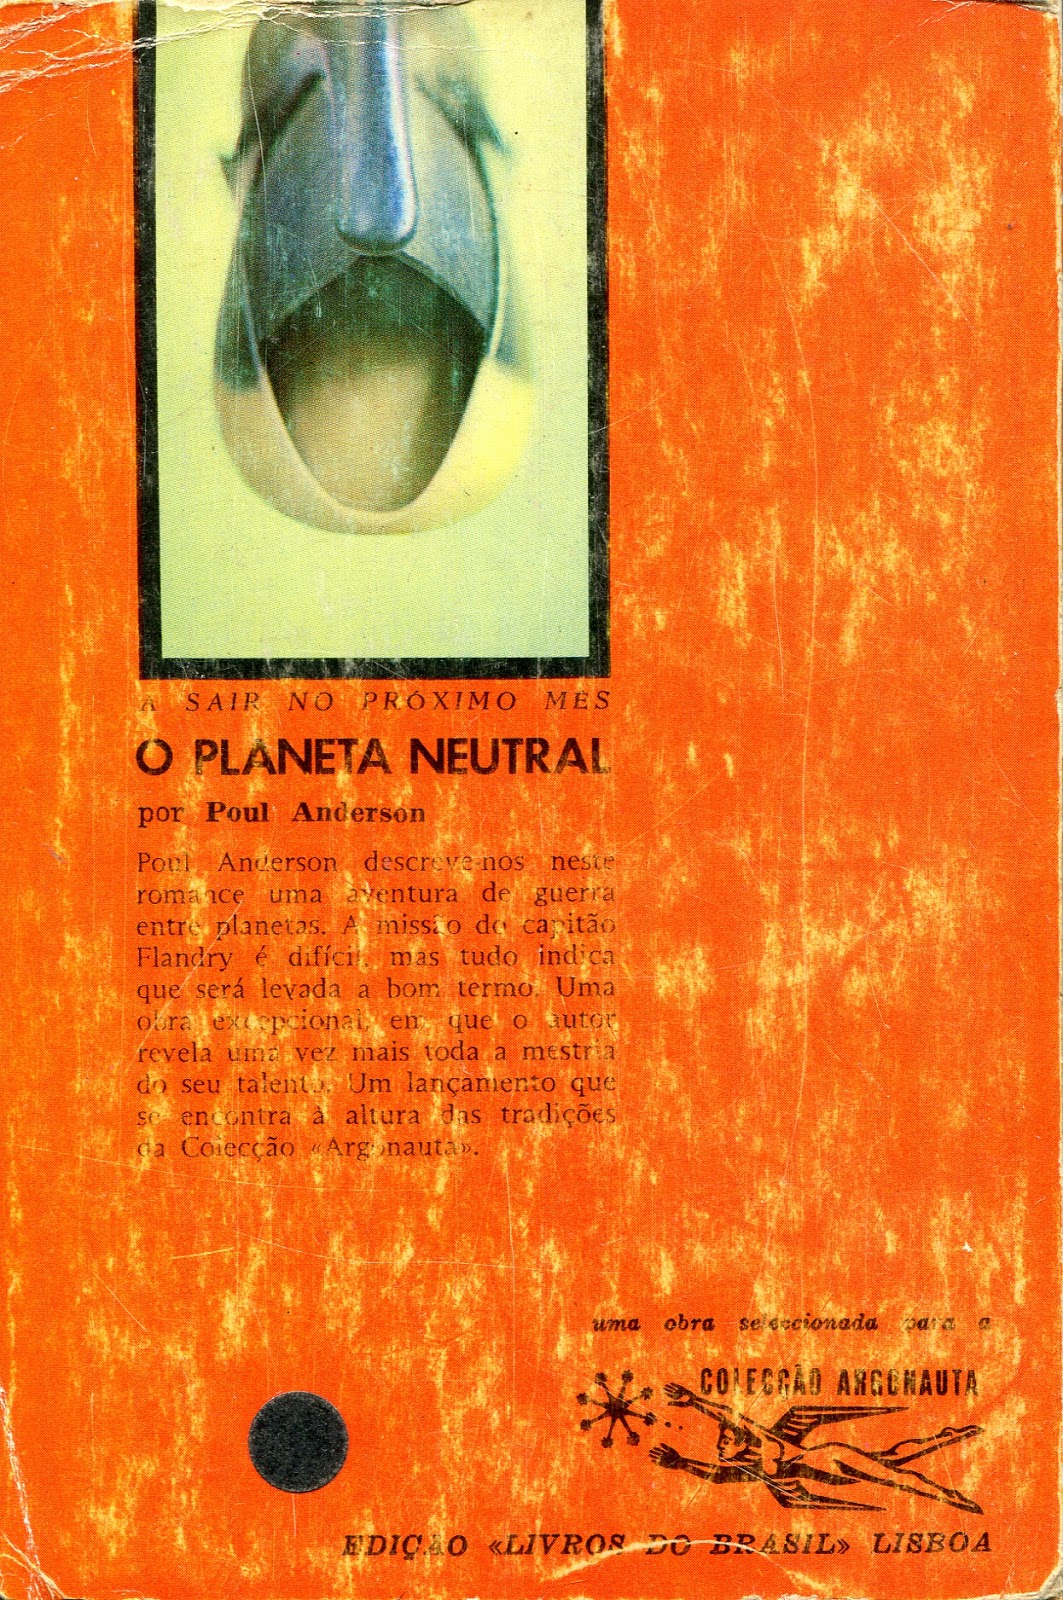 A SAIR NO PRÓXIMO MÊS
O PLANETA NEUTRAL
por Poul Anderson
Poul Anderson descreve-nos neste
romance uma aventura de guerra
entre planetas. A missão do capitão
Flandry é difícil, mas tudo indica
que será levada a bom termo. Uma
obra excepcional, em que o autor
revela uma vez mais toda a mestria
do seu talento. Um lançamento que
se encontra à altura das tradições
da Colecção «Argonauta».
uma obra seleccionada para a
COLECÇÃO ARGONAUTA
EDIÇÃO «LIVROS DO BRASIL» LISBOA